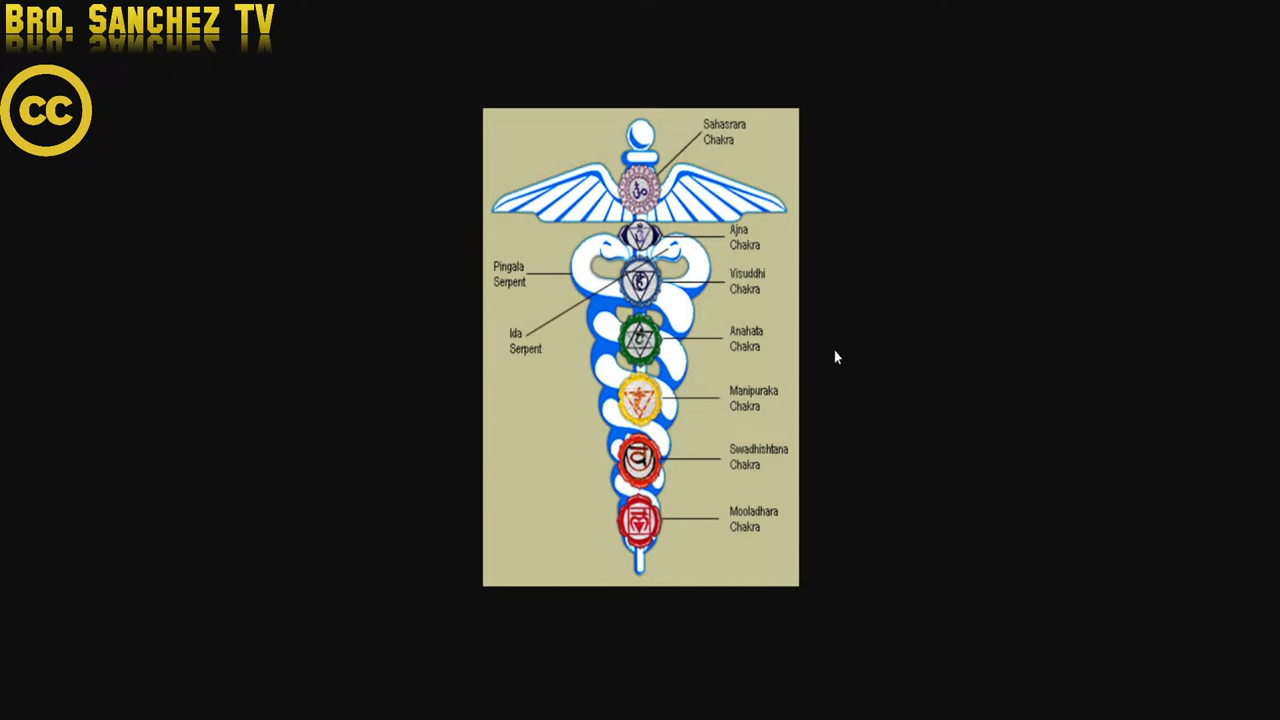 Bro. Sanchez TV
CC
Sahasrara
Chakra
Ajna
Chakra
Pingala
Serpent
Visuddhi
Chakra
Ida
Serpent
Anahata
Chakra
Manipuraka
Chakra
Swadhishtana
Chakra
Mooladhara
Chakra